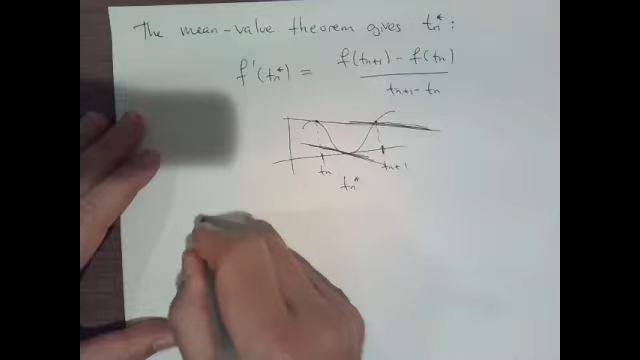 The mean-value theorem gives tn*:
f'(tn*) = f(tn+1) - f(tn)
tn+1 - tn
tn
tn+1
tn*